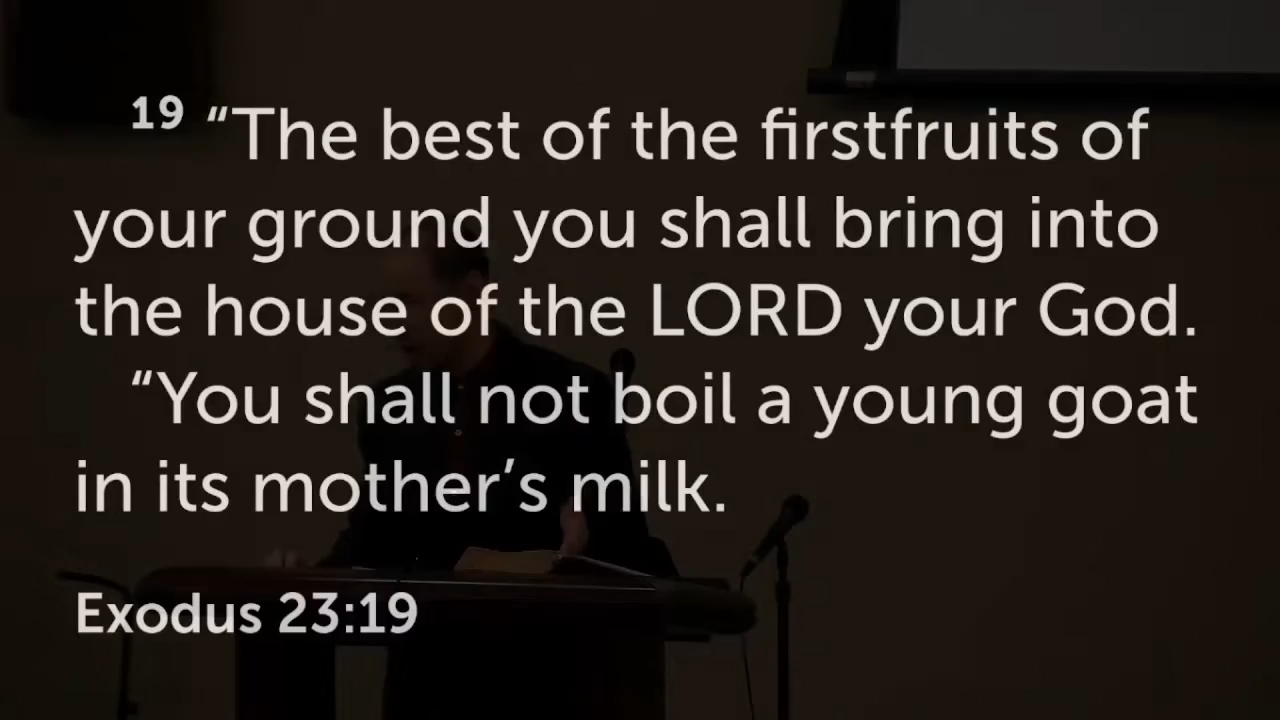 19 “The best of the firstfruits of
your ground you shall bring into
the house of the LORD your God.
“You shall not boil a young goat
in its mother’s milk.
Exodus 23:19